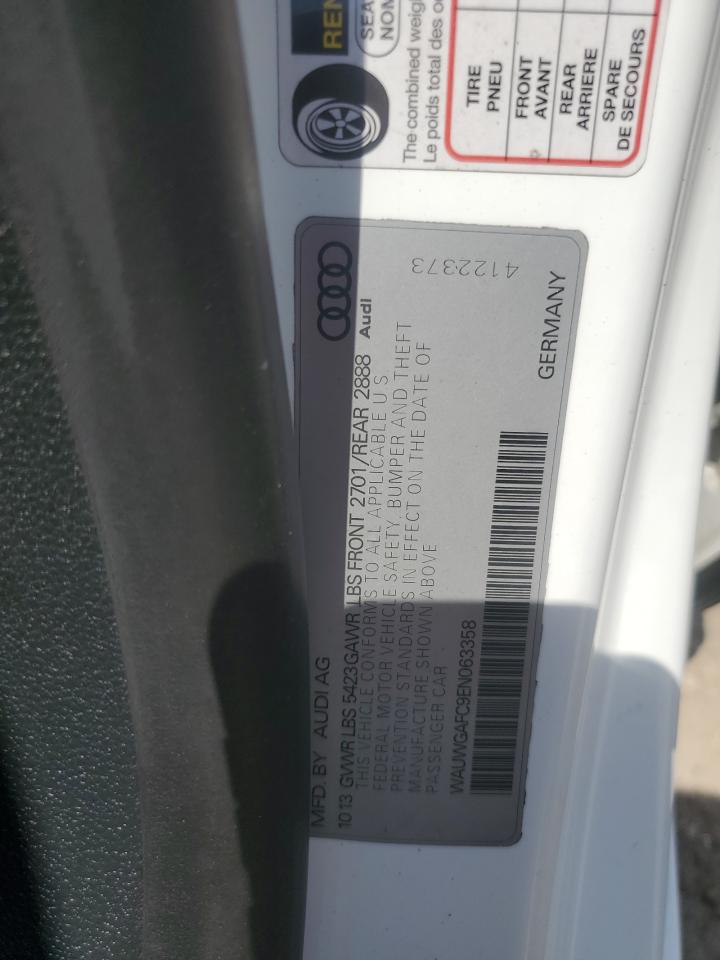 REN
SEA
NOM
The combined weigh
Le poids total des o
TIRE
PNEU
FRONT
AVANT
REAR
ARRIERE
SPARE
DE SECOURS
MFD. BY AUDI AG
Audi
10 13 GVWR LBS 5423 GAWR LBS FRONT 2701/REAR 2888
THIS VEHICLE CONFORMS TO ALL APPLICABLE U S
FEDERAL MOTOR VEHICLE SAFETY, BUMPER AND THEFT
PREVENTION STANDARDS IN EFFECT ON THE DATE OF
MANUFACTURE SHOWN ABOVE
PASSENGER CAR
WAUWGAFC9EN063358
4122373
GERMANY